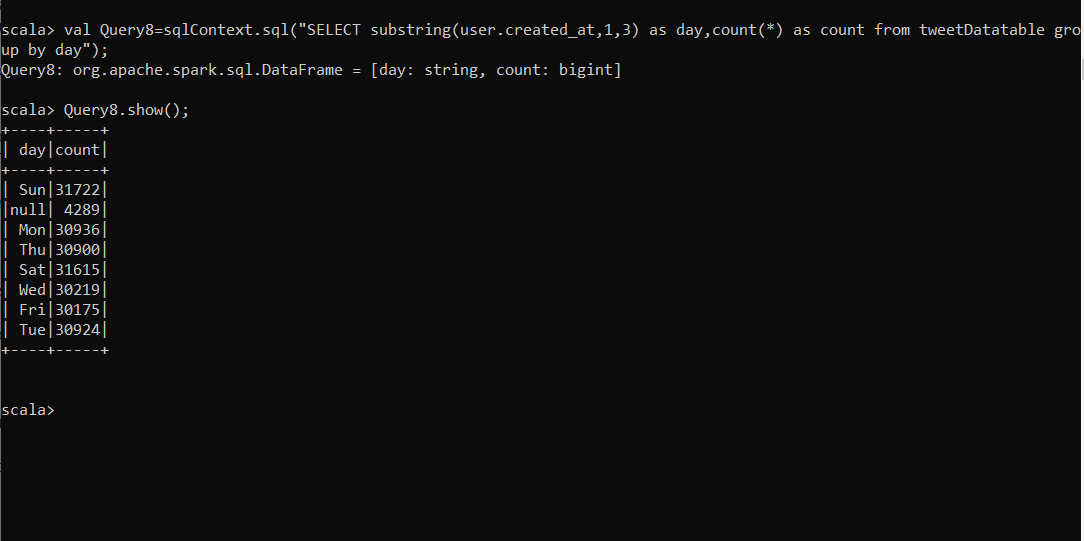 scala> val Query8=sqlContext.sql("SELECT substring(user.created_at,1,3) as day,count(*) as count from tweetDatatable gro
up by day");
Query8: org.apache.spark.sql.DataFrame = [day: string, count: bigint]
scala> Query8.show();
+----+-----+
| day|count|
+----+-----+
| Sun|31722|
|null| 4289|
| Mon|30936|
| Thu|30900|
| Sat|31615|
| Wed|30219|
| Fri|30175|
| Tue|30924|
+----+-----+
scala>